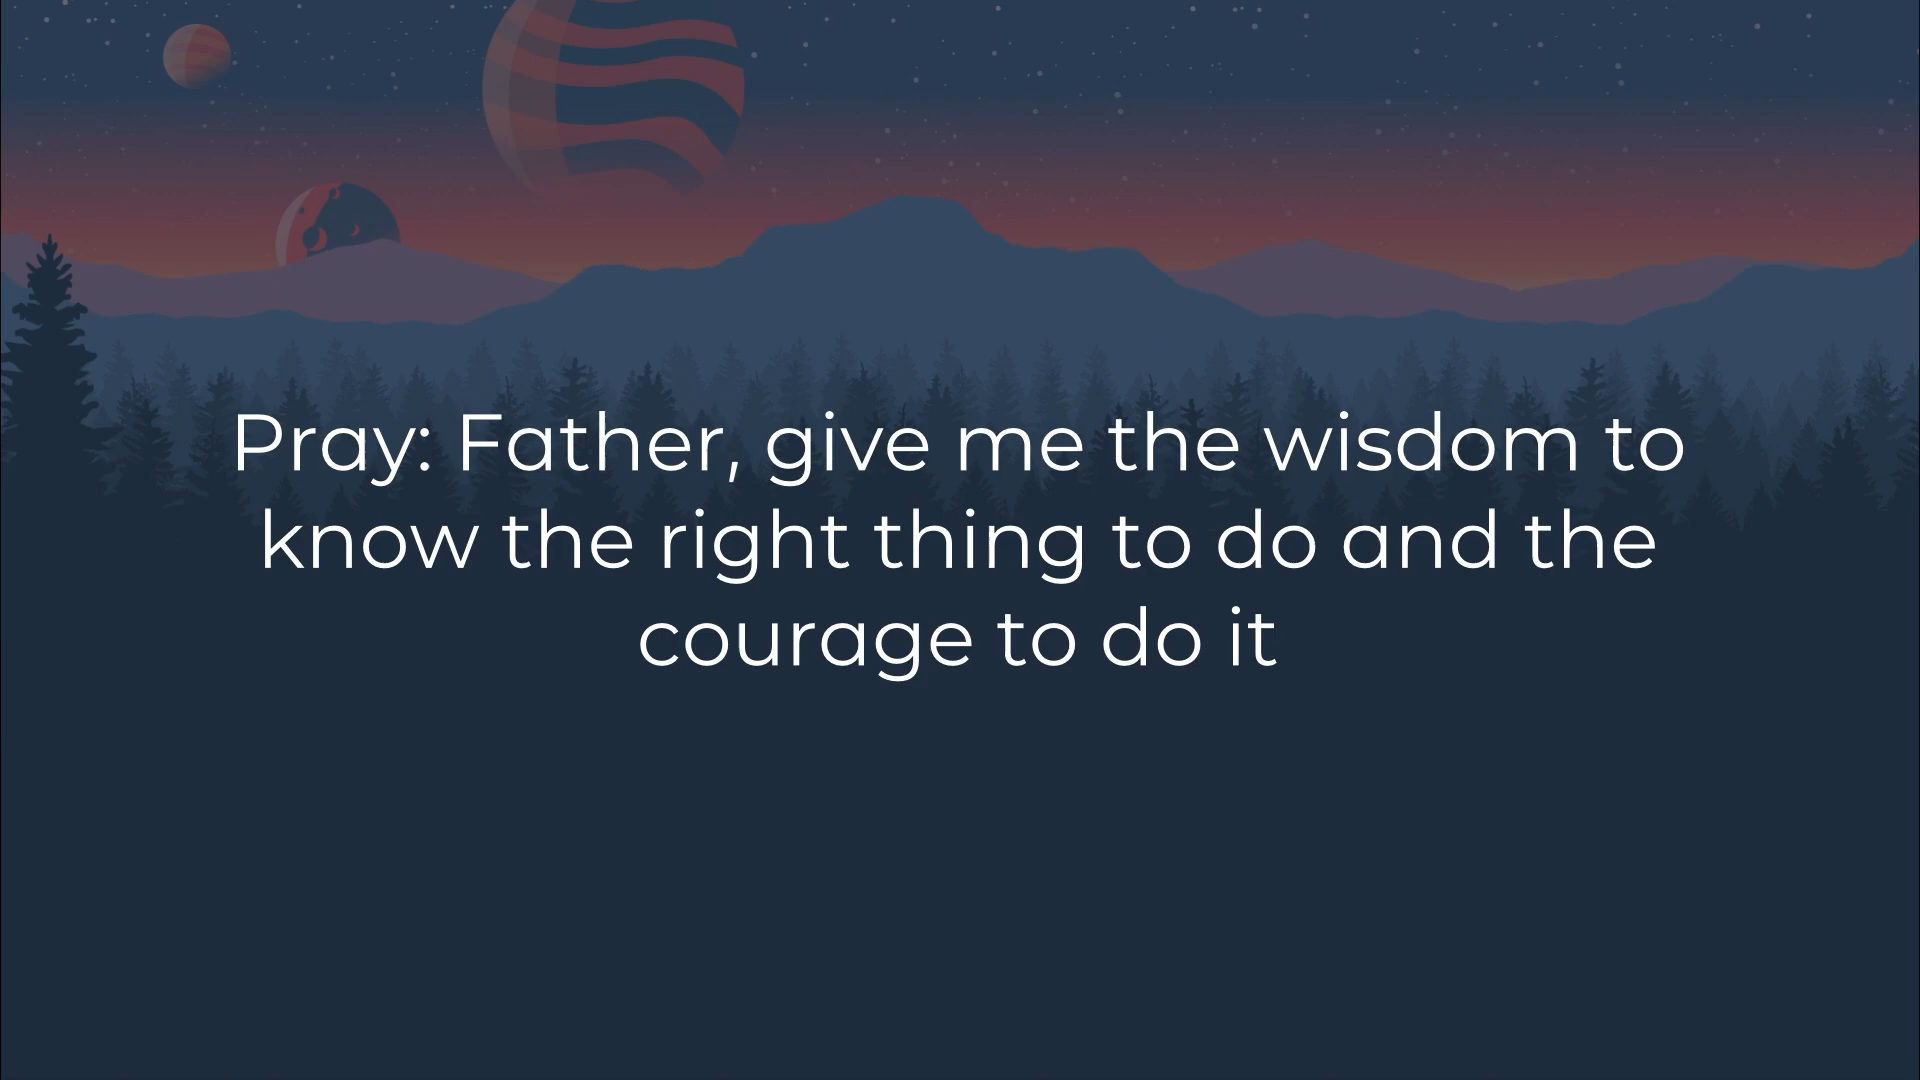 Pray: Father, give me the wisdom to
know the right thing to do and the
courage to do it